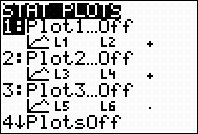 STAT PLOTS
1:Plot1…Off
L1 L2 +
2:Plot2…Off
L3 L4 +
3:Plot3…Off
L5 L6 ·
4↓PlotsOff